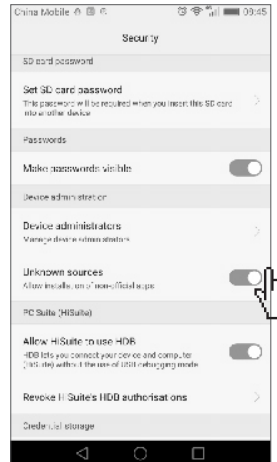 China Mobile 09:45
Security
SD card password
Set SD card password
This password will be required when you insert this SD card
into another device
Passwords
Make passwords visible
Device administration
Device administrators
Manage device administrators
Unknown sources
Allow installation of non-official apps
PC Suite (HiSuite)
Allow HiSuite to use HDB
HDB lets you connect your device and computer
(HiSuite) without the use of USB debugging mode
Revoke HiSuite's HDB authorisations
Credential storage